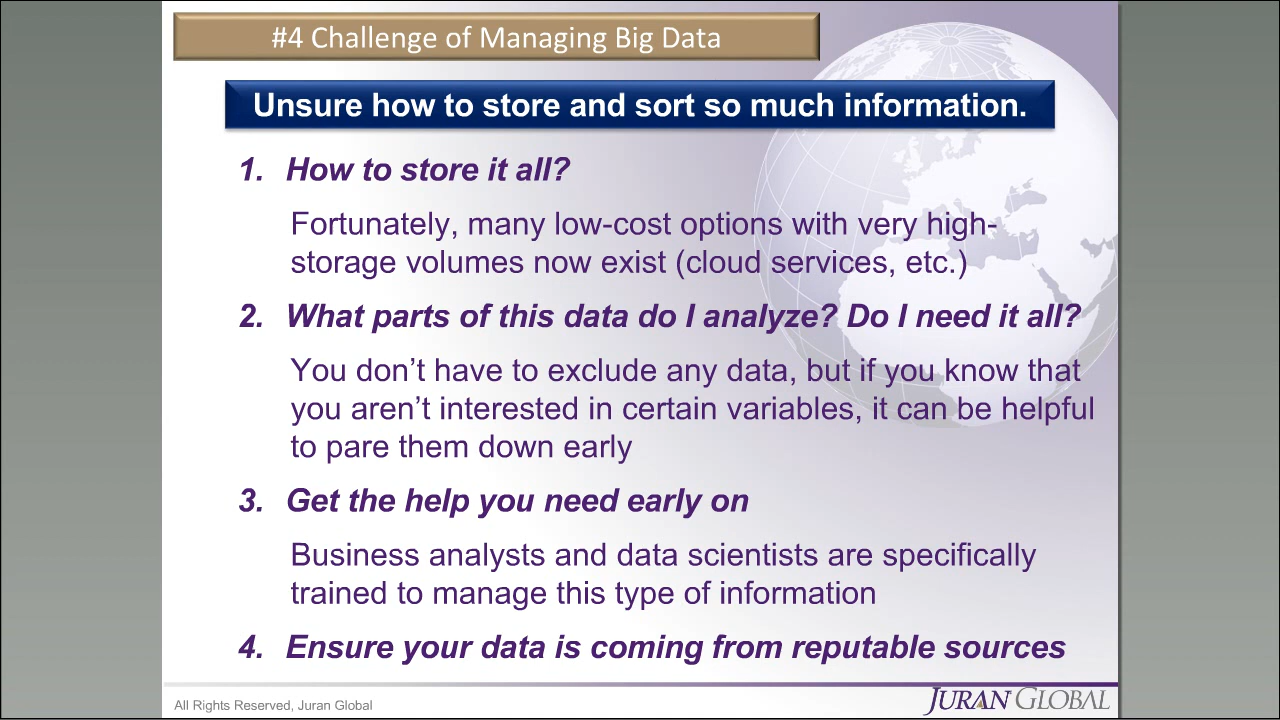 #4 Challenge of Managing Big Data
Unsure how to store and sort so much information.
1. How to store it all?
Fortunately, many low-cost options with very high-
storage volumes now exist (cloud services, etc.)
2. What parts of this data do I analyze? Do I need it all?
You don’t have to exclude any data, but if you know that
you aren’t interested in certain variables, it can be helpful
to pare them down early
3. Get the help you need early on
Business analysts and data scientists are specifically
trained to manage this type of information
4. Ensure your data is coming from reputable sources
All Rights Reserved, Juran Global
JURAN GLOBAL